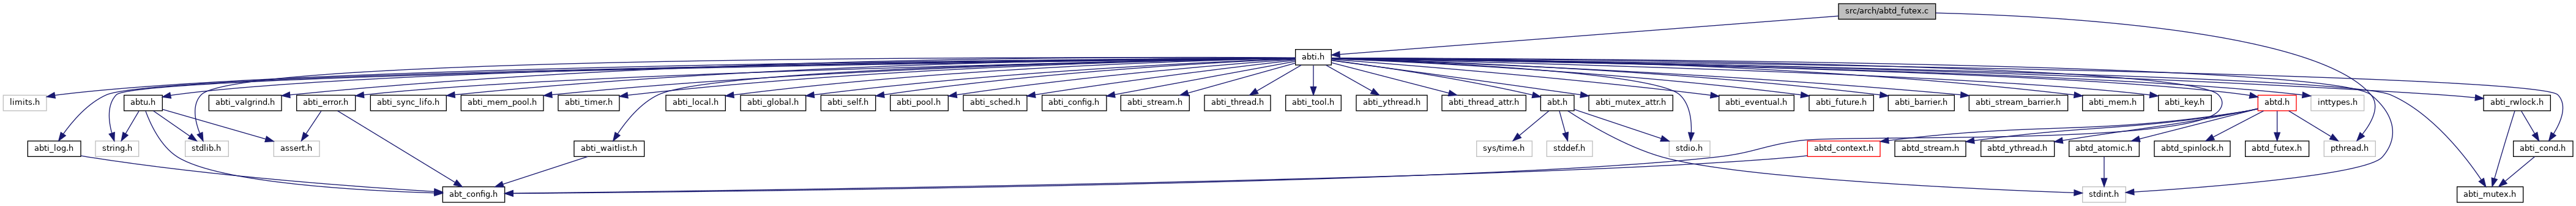 src/arch/abtd_futex.c
abti.h
limits.h
abtu.h
abti_valgrind.h
abti_error.h
abti_sync_lifo.h
abti_mem_pool.h
abti_timer.h
abti_local.h
abti_global.h
abti_self.h
abti_pool.h
abti_sched.h
abti_config.h
abti_stream.h
abti_thread.h
abti_tool.h
abti_ythread.h
abti_thread_attr.h
abt.h
abti_mutex_attr.h
abti_eventual.h
abti_future.h
abti_barrier.h
abti_stream_barrier.h
abti_mem.h
abti_key.h
abtd.h
inttypes.h
abti_rwlock.h
abti_log.h
string.h
stdlib.h
assert.h
abti_waitlist.h
sys/time.h
stddef.h
stdio.h
abtd_context.h
abtd_stream.h
abtd_ythread.h
abtd_atomic.h
abtd_spinlock.h
abtd_futex.h
pthread.h
abti_cond.h
abt_config.h
stdint.h
abti_mutex.h